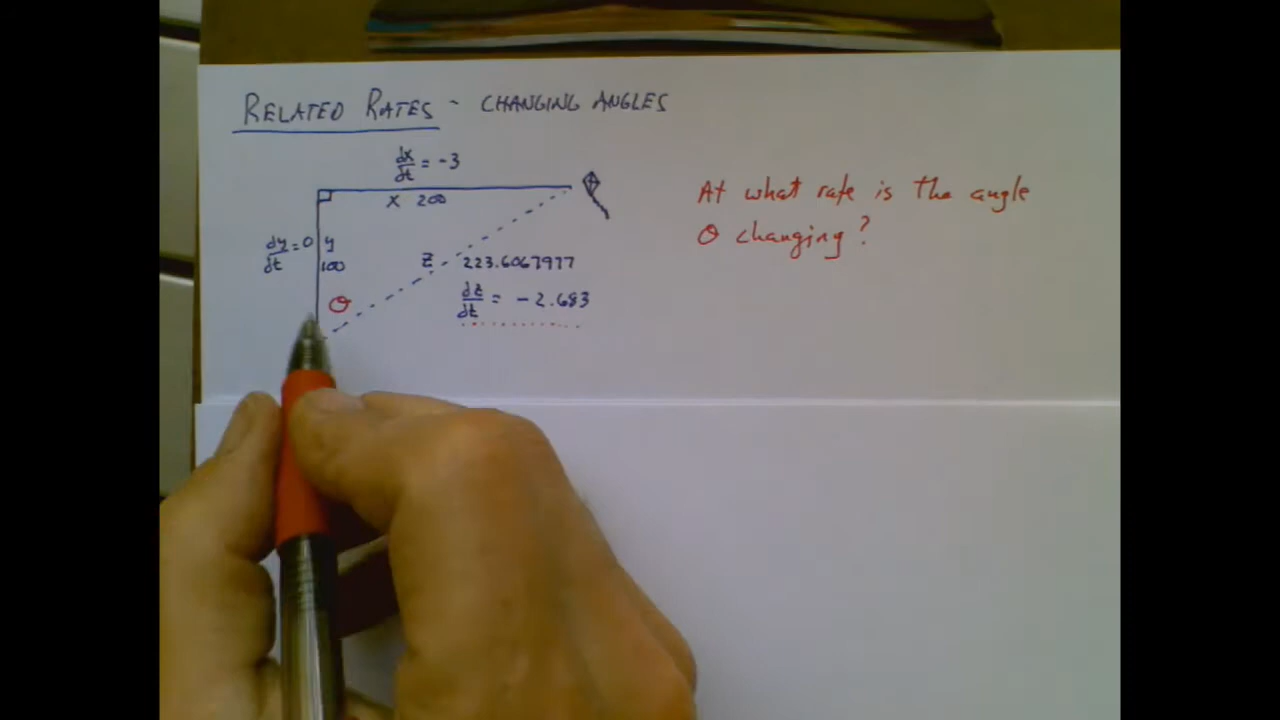 RELATED RATES - CHANGING ANGLES
dx/dt = -3
X 200
dy/dt = 0 y
100
Z 223.6067977
dz/dt = -2.683
θ
At what rate is the angle
θ changing?